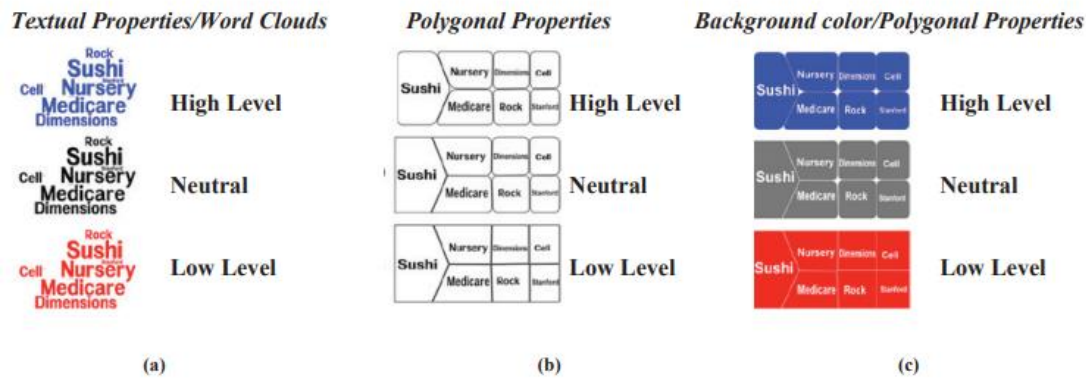 Textual Properties/Word Clouds
Rock
Sushi
Cell Nursery
Medicare
Dimensions
High Level
Rock
Sushi
Cell Nursery
Medicare
Dimensions
Neutral
Rock
Sushi
Cell Nursery
Medicare
Dimensions
Low Level
(a)
Polygonal Properties
Sushi
Nursery Dimensions Cell
Medicare Rock Stanford
High Level
Sushi
Nursery Dimensions Cell
Medicare Rock Stanford
Neutral
Sushi
Nursery Dimensions Cell
Medicare Rock Stanford
Low Level
(b)
Background color/Polygonal Properties
Sushi
Nursery Dimensions Cell
Medicare Rock Stanford
High Level
Sushi
Nursery Dimensions Cell
Medicare Rock Stanford
Neutral
Sushi
Nursery Dimensions Cell
Medicare Rock Stanford
Low Level
(c)